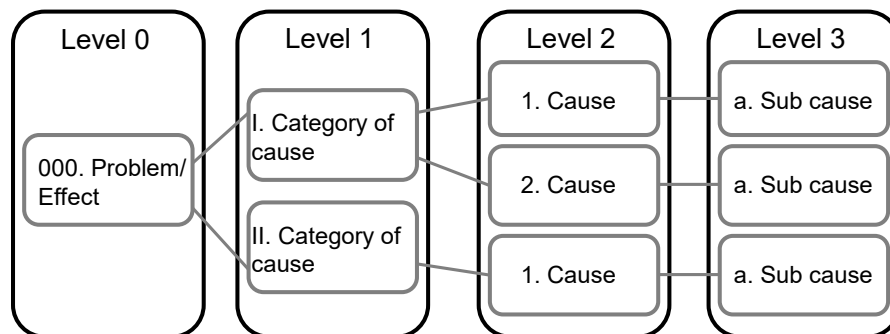 Level 0
000. Problem/
Effect
Level 1
I. Category of
cause
II. Category of
cause
Level 2
1. Cause
2. Cause
1. Cause
Level 3
a. Sub cause
a. Sub cause
a. Sub cause